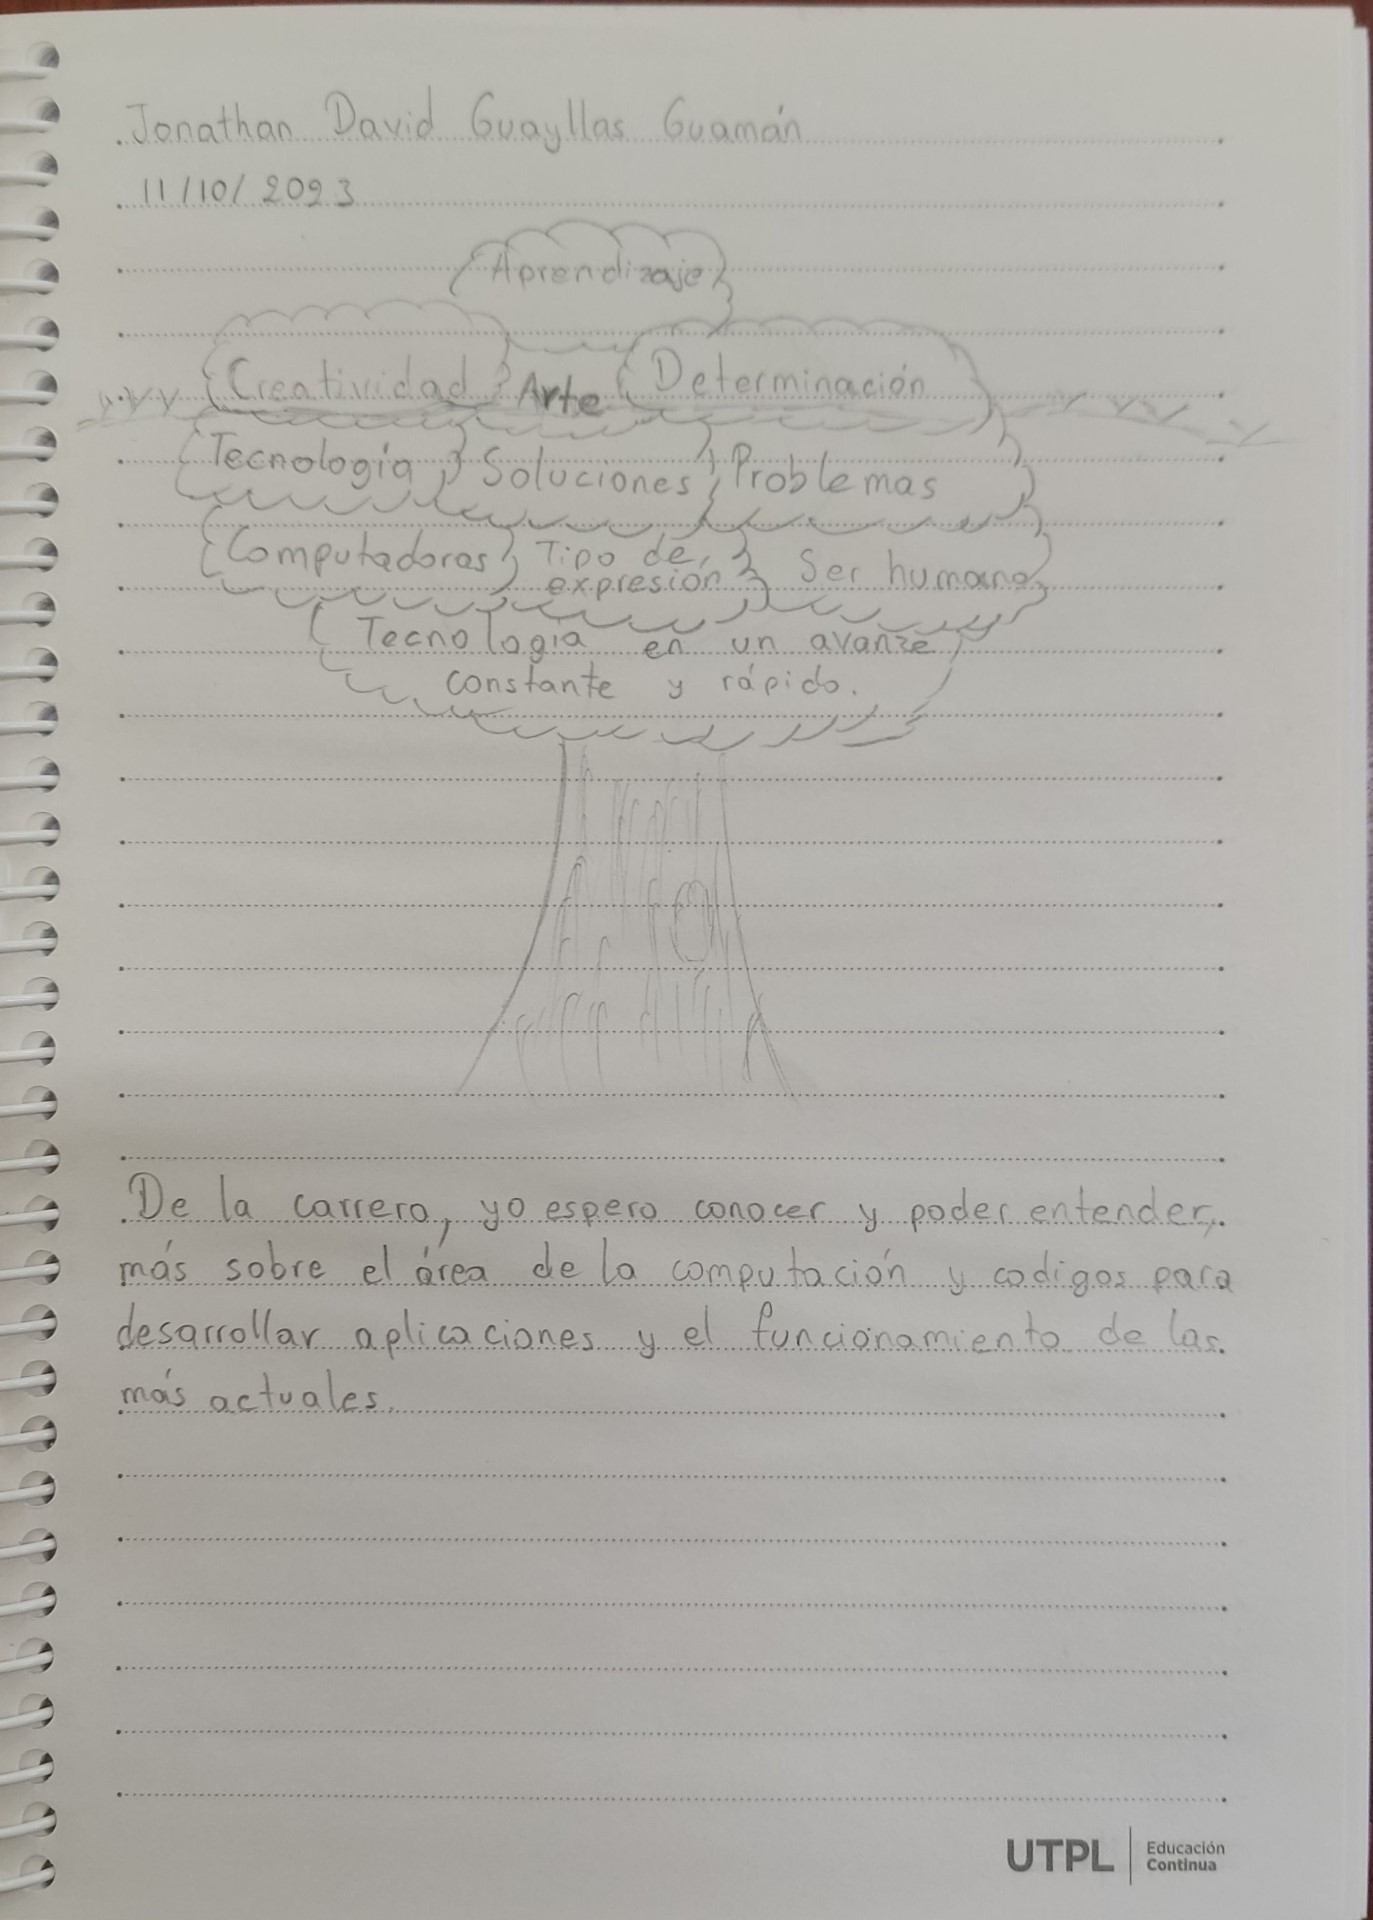 Jonathan David Guayllas Guamán
11/10/2023
Aprendizaje
Creatividad Arte Determinación
Tecnología Soluciones Problemas
Computadoras Tipo de expresión Ser humano
Tecnologia en un avanze
constante y rápido.
De la carrera, yo espero conocer y poder entender,
más sobre el área de la computación y codigos para
desarrollar aplicaciones y el funcionamiento de las
más actuales.
UTPL Educación
Continua